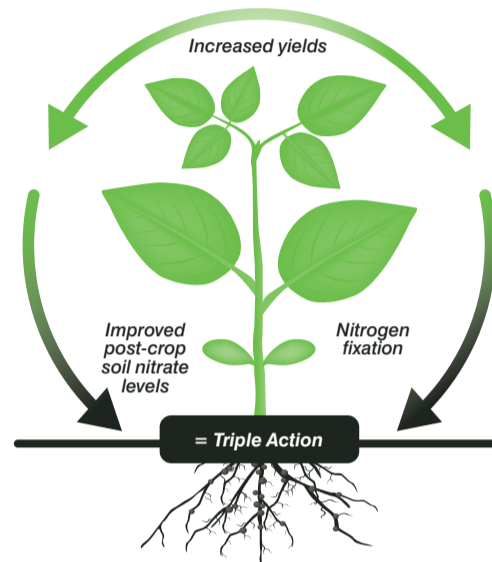 Increased yields
Improved
post-crop
soil nitrate
levels
Nitrogen
fixation
= Triple Action